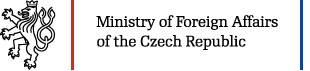 Ministry of Foreign Affairs
of the Czech Republic